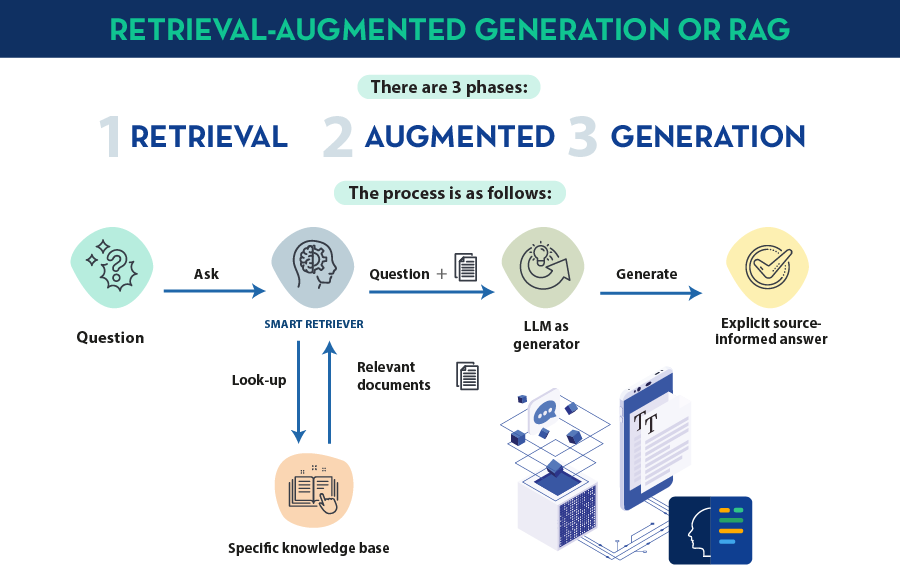 RETRIEVAL-AUGMENTED GENERATION OR RAG
There are 3 phases:
1 RETRIEVAL 2 AUGMENTED 3 GENERATION
The process is as follows:
Ask
Question +
Generate
Question
SMART RETRIEVER
LLM as
generator
Explicit source-
informed answer
Look-up
Relevant
documents
TT
Specific knowledge base